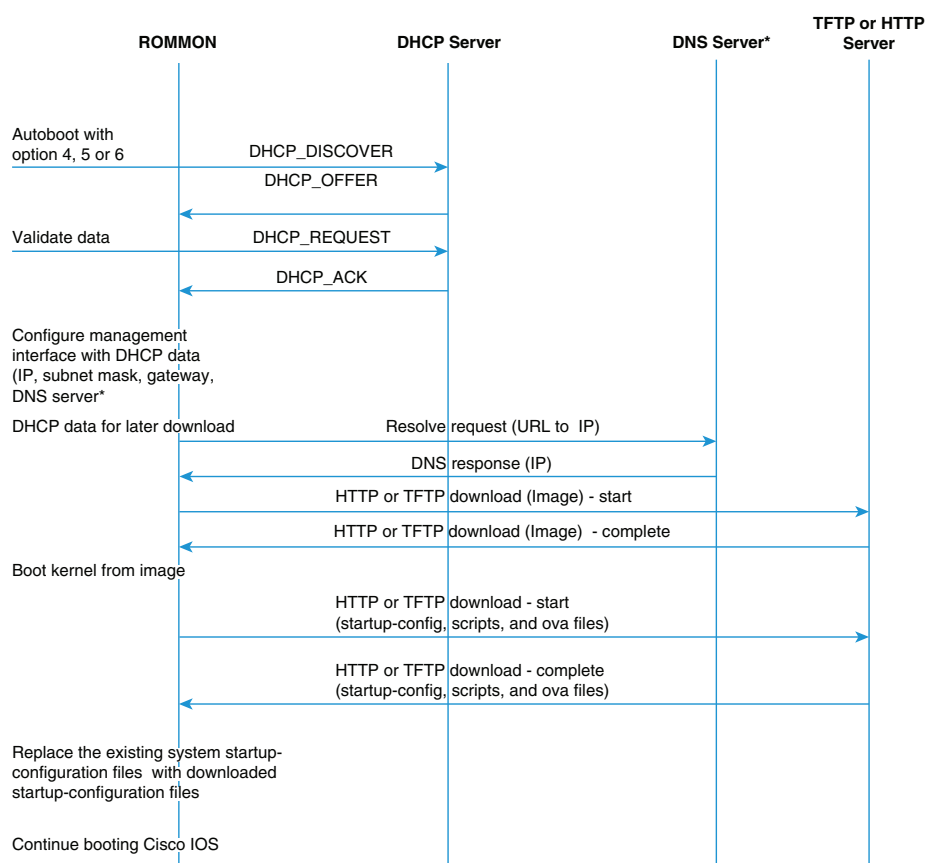 TFTP or HTTP
ROMMON DHCP Server DNS Server* Server
Autoboot with
option 4, 5 or 6 DHCP_DISCOVER
DHCP_OFFER
Validate data DHCP_REQUEST
DHCP_ACK
Configure management
interface with DHCP data
(IP, subnet mask, gateway,
DNS server*
DHCP data for later download Resolve request (URL to IP)
DNS response (IP)
HTTP or TFTP download (Image) - start
HTTP or TFTP download (Image) - complete
Boot kernel from image
HTTP or TFTP download - start
(startup-config, scripts, and ova files)
HTTP or TFTP download - complete
(startup-config, scripts, and ova files)
Replace the existing system startup-
configuration files with downloaded
startup-configuration files
Continue booting Cisco IOS